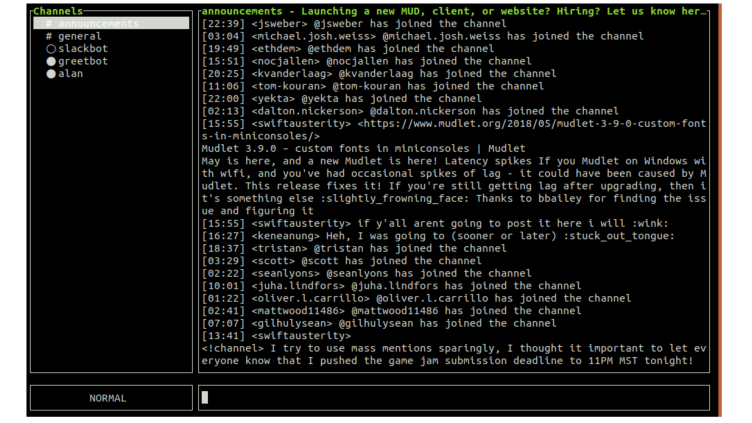 Channels
# announcements
# general
slackbot
greetbot
alan
announcements - Launching a new MUD, client, or website? Hiring? Let us know her…
[22:39] <jsweber> @jsweber has joined the channel
[03:04] <michael.josh.weiss> @michael.josh.weiss has joined the channel
[19:49] <ethdem> @ethdem has joined the channel
[15:51] <nocjallen> @nocjallen has joined the channel
[20:25] <kvanderlaag> @kvanderlaag has joined the channel
[11:06] <tom-kouran> @tom-kouran has joined the channel
[22:00] <yekta> @yekta has joined the channel
[02:13] <dalton.nickerson> @dalton.nickerson has joined the channel
[15:55] <swiftausterity> <https://www.mudlet.org/2018/05/mudlet-3-9-0-custom-font
s-in-miniconsoles/>
Mudlet 3.9.0 – custom fonts in miniconsoles | Mudlet
May is here, and a new Mudlet is here! Latency spikes If you Mudlet on Windows wi
th wifi, and you've had occasional spikes of lag - it could have been caused by M
udlet. This release fixes it! If you're still getting lag after upgrading, then i
t's something else :slightly_frowning_face: Thanks to bbailey for finding the iss
ue and figuring it
[15:55] <swiftausterity> if y'all arent going to post it here i will :wink:
[16:27] <keneanung> Heh, I was going to (sooner or later) :stuck_out_tongue:
[18:37] <tristan> @tristan has joined the channel
[03:29] <scott> @scott has joined the channel
[02:22] <seanlyons> @seanlyons has joined the channel
[10:01] <juha.lindfors> @juha.lindfors has joined the channel
[01:22] <oliver.l.carrillo> @oliver.l.carrillo has joined the channel
[02:41] <mattwood11486> @mattwood11486 has joined the channel
[07:07] <gilhulysean> @gilhulysean has joined the channel
[13:41] <swiftausterity>
<!channel> I try to use mass mentions sparingly, I thought it important to let ev
eryone know that I pushed the game jam submission deadline to 11PM MST tonight!
NORMAL